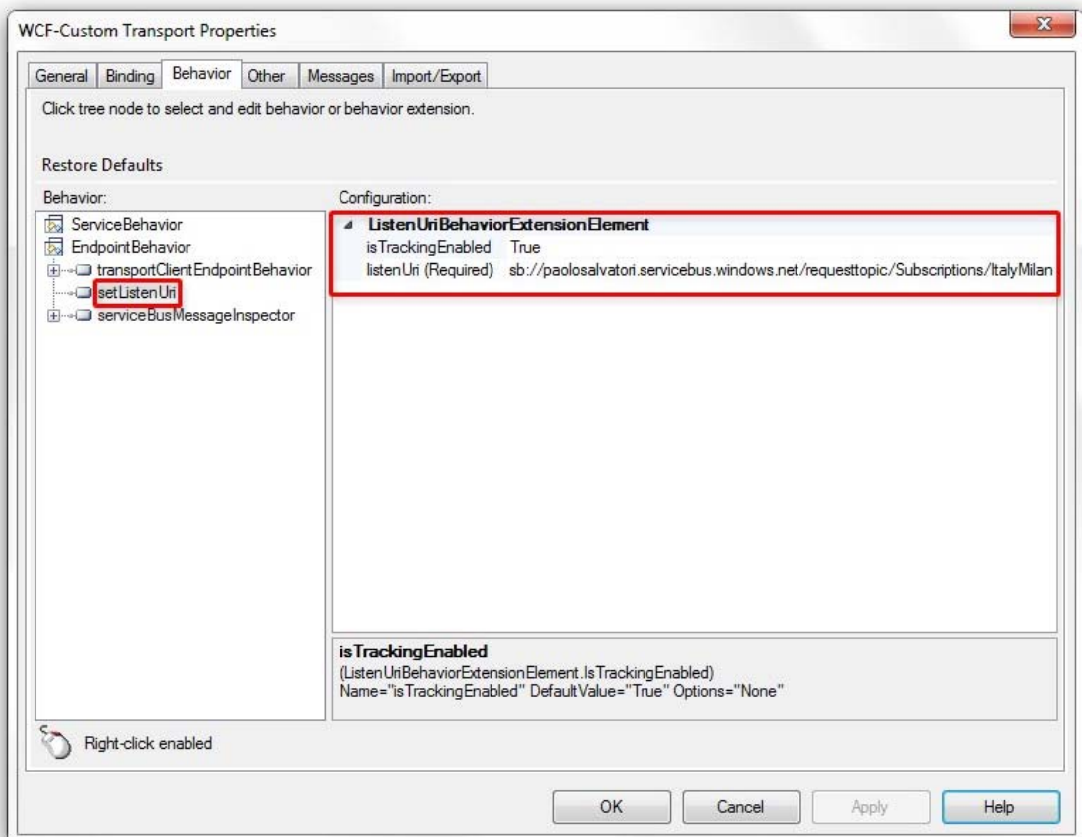 WCF-Custom Transport Properties
General Binding Behavior Other Messages Import/Export
Click tree node to select and edit behavior or behavior extension.
Restore Defaults
Behavior:
ServiceBehavior
EndpointBehavior
transportClientEndpointBehavior
setListenUri
serviceBusMessageInspector
Configuration:
ListenUriBehaviorExtensionElement
isTrackingEnabled True
listenUri (Required) sb://paolosalvatori.servicebus.windows.net/requesttopic/Subscriptions/ItalyMilan
isTrackingEnabled
(ListenUriBehaviorExtensionElement.IsTrackingEnabled)
Name="isTrackingEnabled" DefaultValue="True" Options="None"
Right-click enabled
OK Cancel Apply Help